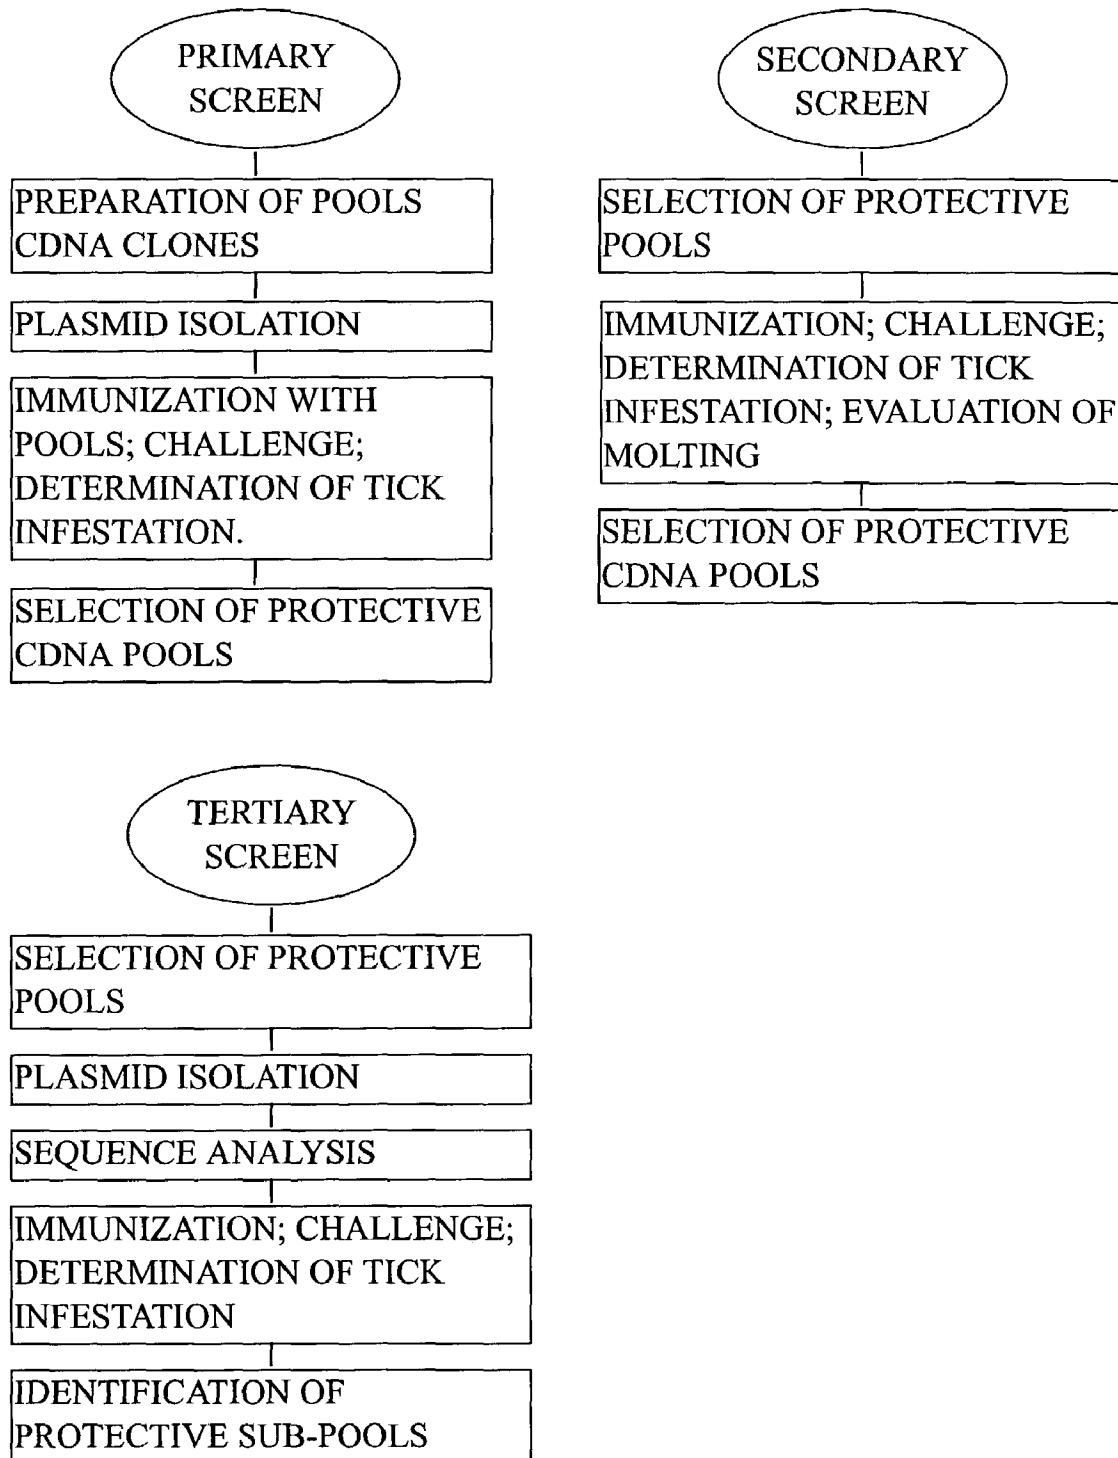 PRIMARY
SCREEN
PREPARATION OF POOLS
CDNA CLONES
PLASMID ISOLATION
IMMUNIZATION WITH
POOLS; CHALLENGE;
DETERMINATION OF TICK
INFESTATION.
SELECTION OF PROTECTIVE
CDNA POOLS
SECONDARY
SCREEN
SELECTION OF PROTECTIVE
POOLS
IMMUNIZATION; CHALLENGE;
DETERMINATION OF TICK
INFESTATION; EVALUATION OF
MOLTING
SELECTION OF PROTECTIVE
CDNA POOLS
TERTIARY
SCREEN
SELECTION OF PROTECTIVE
POOLS
PLASMID ISOLATION
SEQUENCE ANALYSIS
IMMUNIZATION; CHALLENGE;
DETERMINATION OF TICK
INFESTATION
IDENTIFICATION OF
PROTECTIVE SUB-POOLS